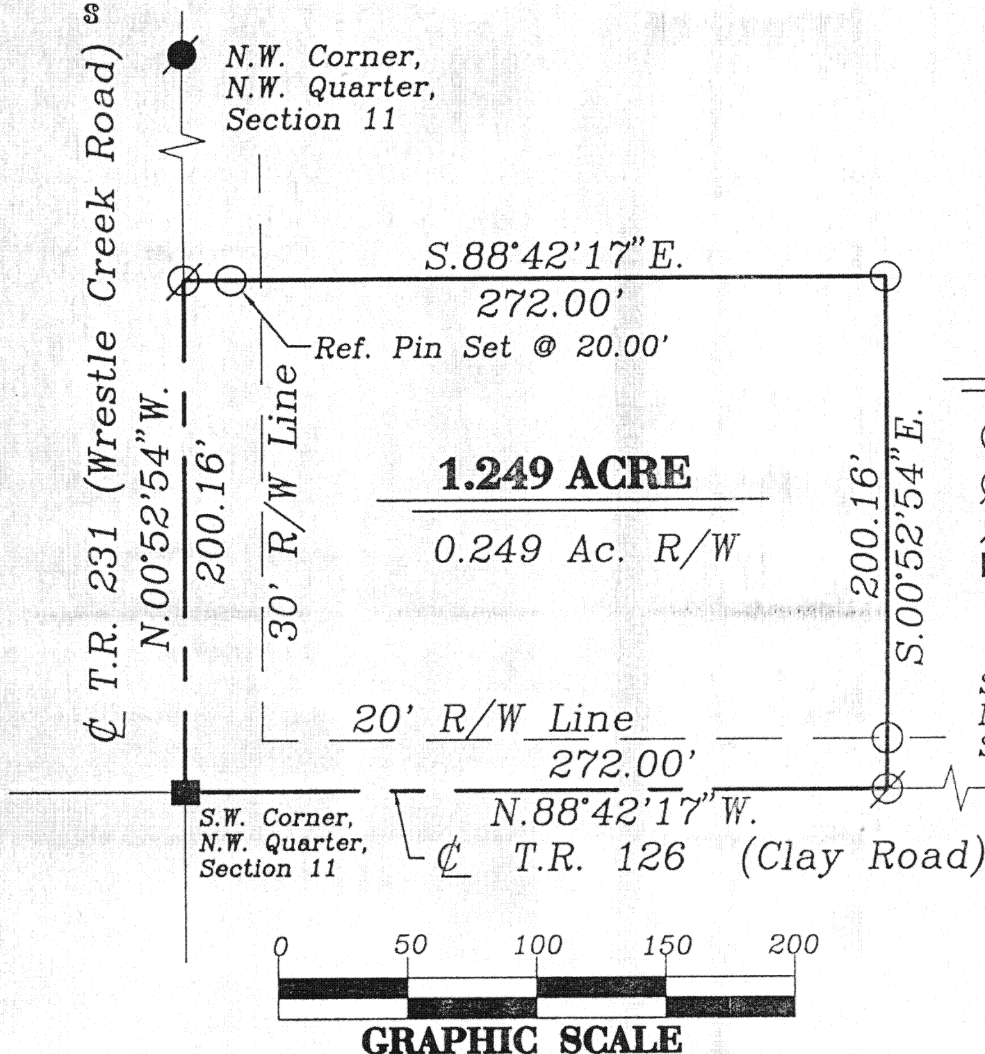 N.W. Corner,
N.W. Quarter,
Section 11
℄ T.R. 231 (Wrestle Creek Road)
S.88°42'17"E.
272.00'
Ref. Pin Set @ 20.00'
N.00°52'54"W.
200.16'
30' R/W Line
1.249 ACRE
0.249 Ac. R/W
200.16'
S.00°52'54"E.
20' R/W Line
272.00'
N.88°42'17"W.
S.W. Corner,
N.W. Quarter,
Section 11
℄ T.R. 126 (Clay Road)
0 50 100 150 200
GRAPHIC SCALE